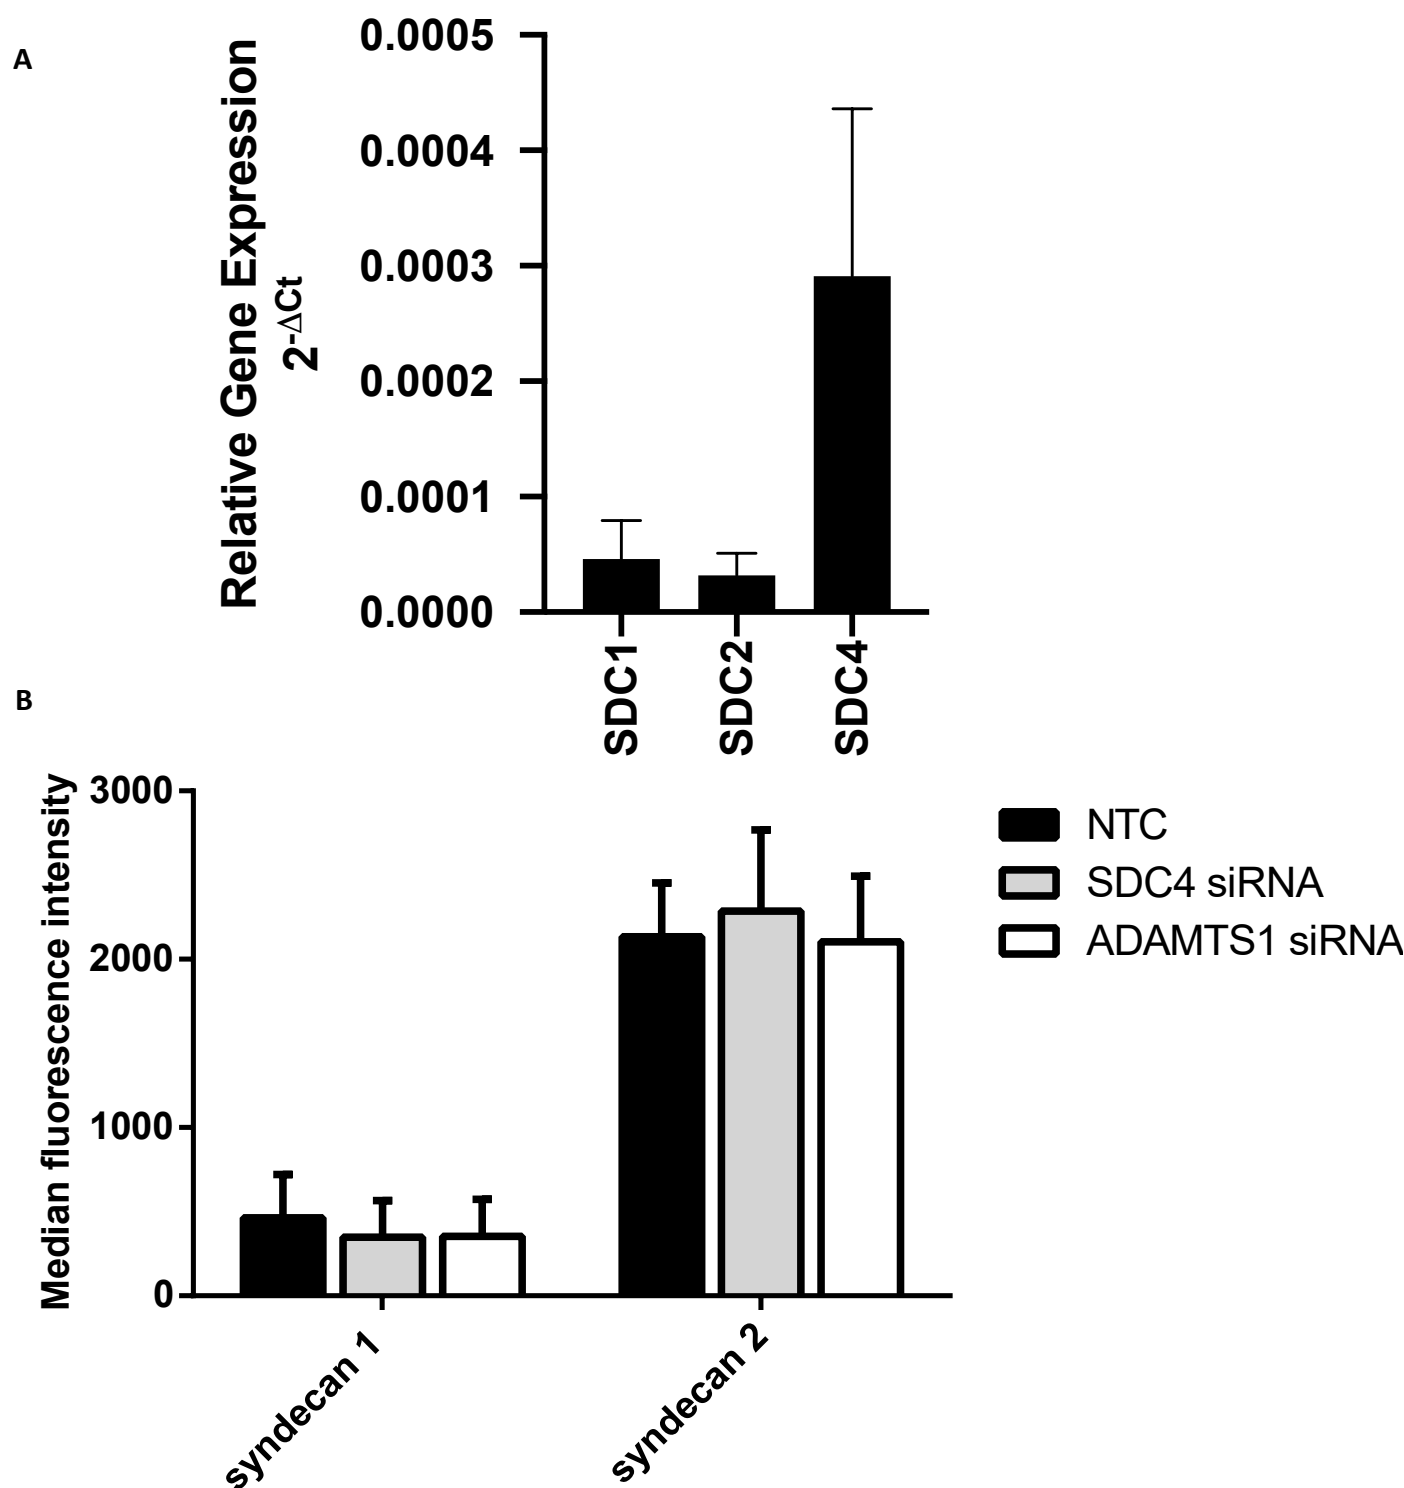 A
Relative Gene Expression
2-ΔCt
0.0005
0.0004
0.0003
0.0002
0.0001
0.0000
SDC1
SDC2
SDC4
B
Median fluorescence intensity
3000
2000
1000
0
syndecan 1
syndecan 2
NTC
SDC4 siRNA
ADAMTS1 siRNA